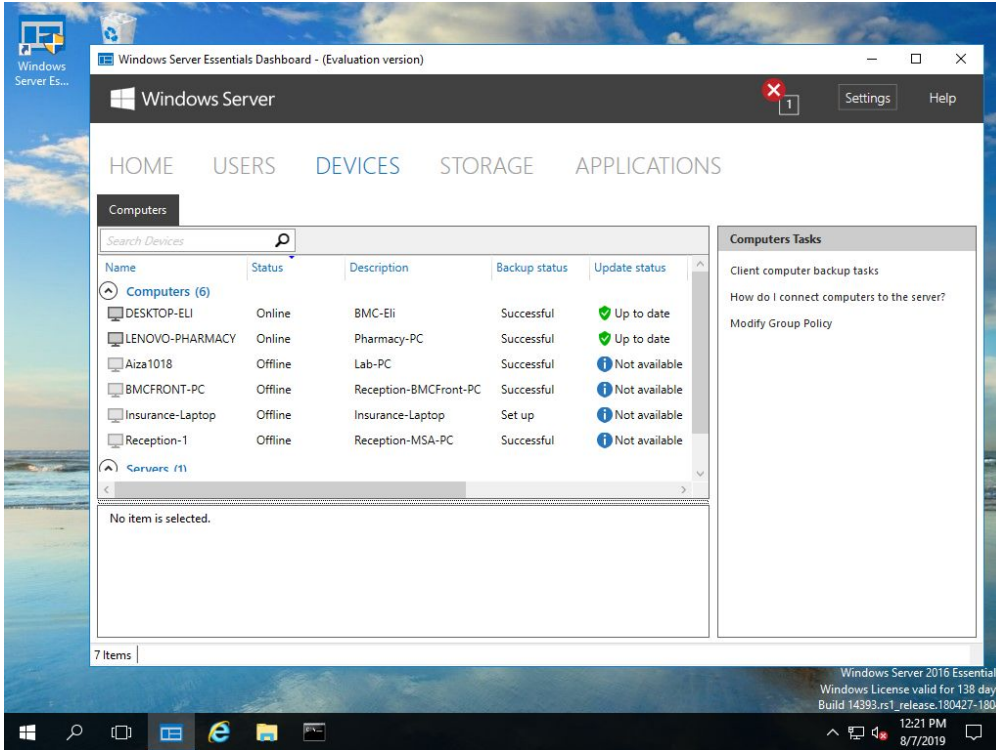 Windows
Server Es...
Windows Server Essentials Dashboard - (Evaluation version)
Windows Server
1
Settings
Help
HOME USERS DEVICES STORAGE APPLICATIONS
Computers
Search Devices
Name Status Description Backup status Update status
Computers (6)
DESKTOP-ELI Online BMC-Eli Successful Up to date
LENOVO-PHARMACY Online Pharmacy-PC Successful Up to date
Aiza1018 Offline Lab-PC Successful Not available
BMCFRONT-PC Offline Reception-BMCFront-PC Successful Not available
Insurance-Laptop Offline Insurance-Laptop Set up Not available
Reception-1 Offline Reception-MSA-PC Successful Not available
Servers (1)
Computers Tasks
Client computer backup tasks
How do I connect computers to the server?
Modify Group Policy
No item is selected.
7 Items
Windows Server 2016 Essential
Windows License valid for 138 day
Build 14393.rs1_release.180427-180
12:21 PM
8/7/2019